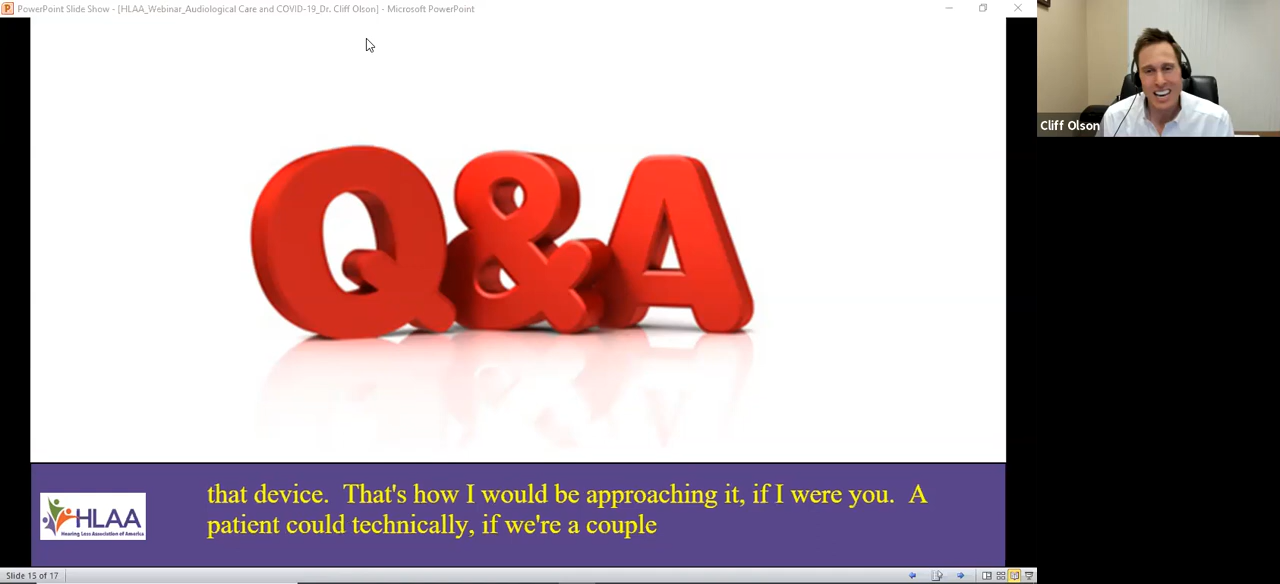 PowerPoint Slide Show - [HLAA_Webinar_Audiological Care and COVID-19_Dr. Cliff Olson] - Microsoft PowerPoint
Cliff Olson
Q&A
that device.  That's how I would be approaching it, if I were you.  A
patient could technically, if we're a couple
HLAA
Hearing Loss Association of America
Slide 15 of 17